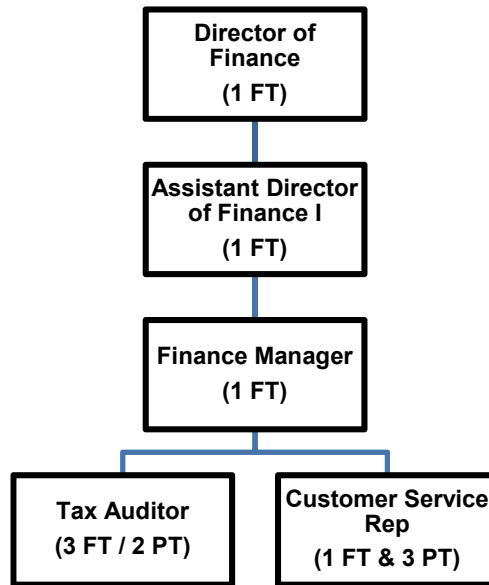 Director of
Finance
(1 FT)
Assistant Director
of Finance I
(1 FT)
Finance Manager
(1 FT)
Tax Auditor
(3 FT / 2 PT)
Customer Service
Rep
(1 FT & 3 PT)